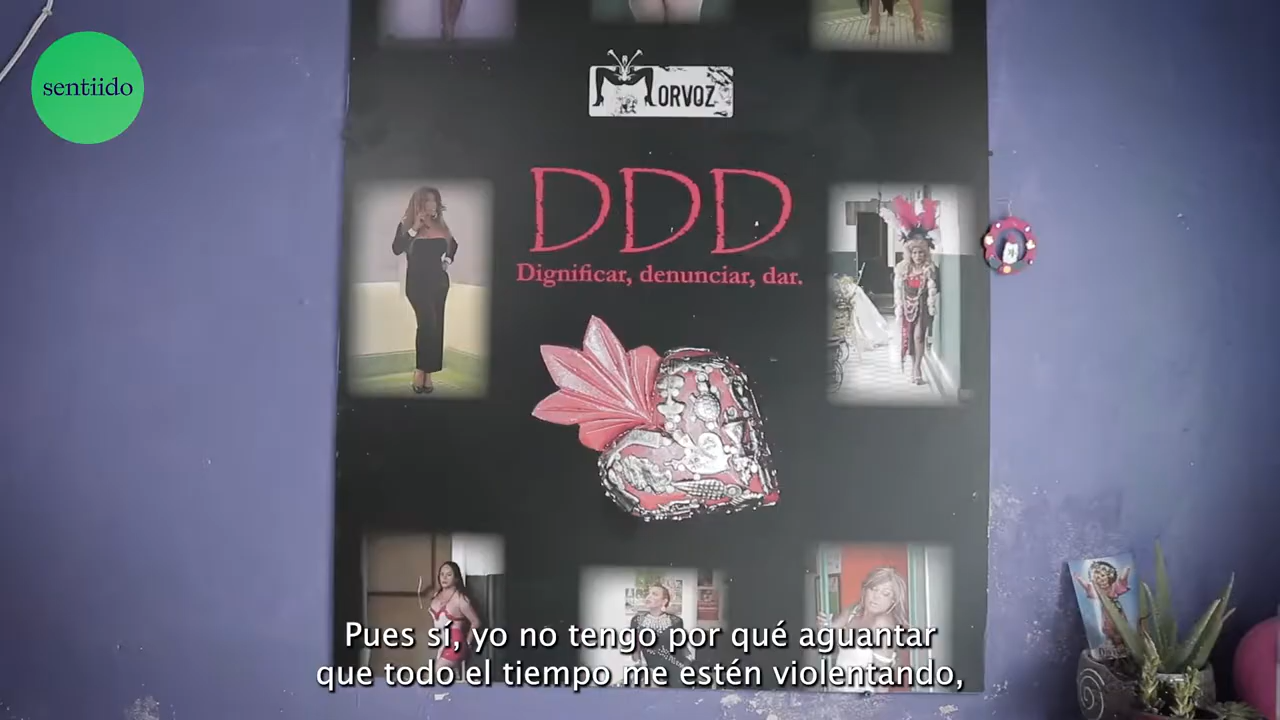 sentiido
MORVOZ
DDD
Dignificar, denunciar, dar.
Pues sí, yo no tengo por qué aguantar
que todo el tiempo me estén violentando,